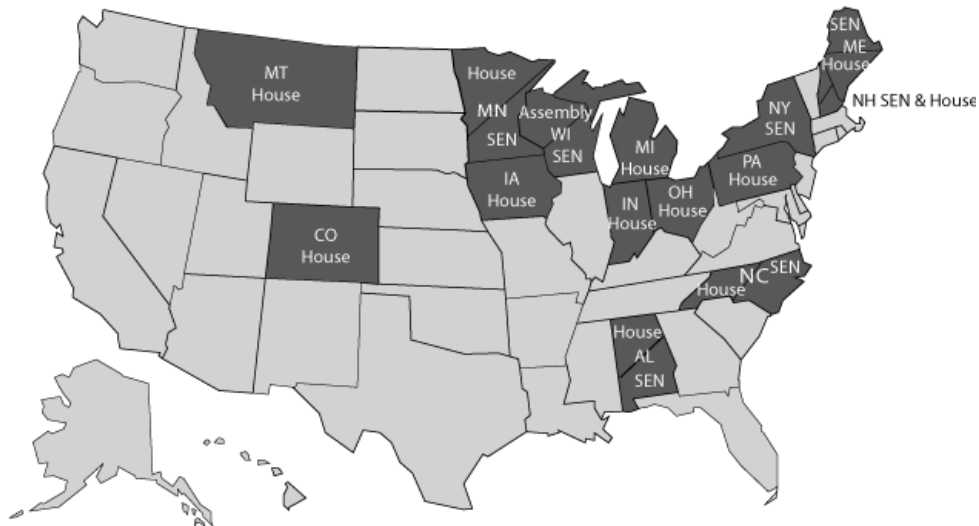 MT
House
CO
House
House
MN
SEN
IA
House
Assembly
WI
SEN
MI
House
IN
House
OH
House
PA
House
NY
SEN
SEN
ME
House
NH SEN & House
House NC SEN
House
AL
SEN